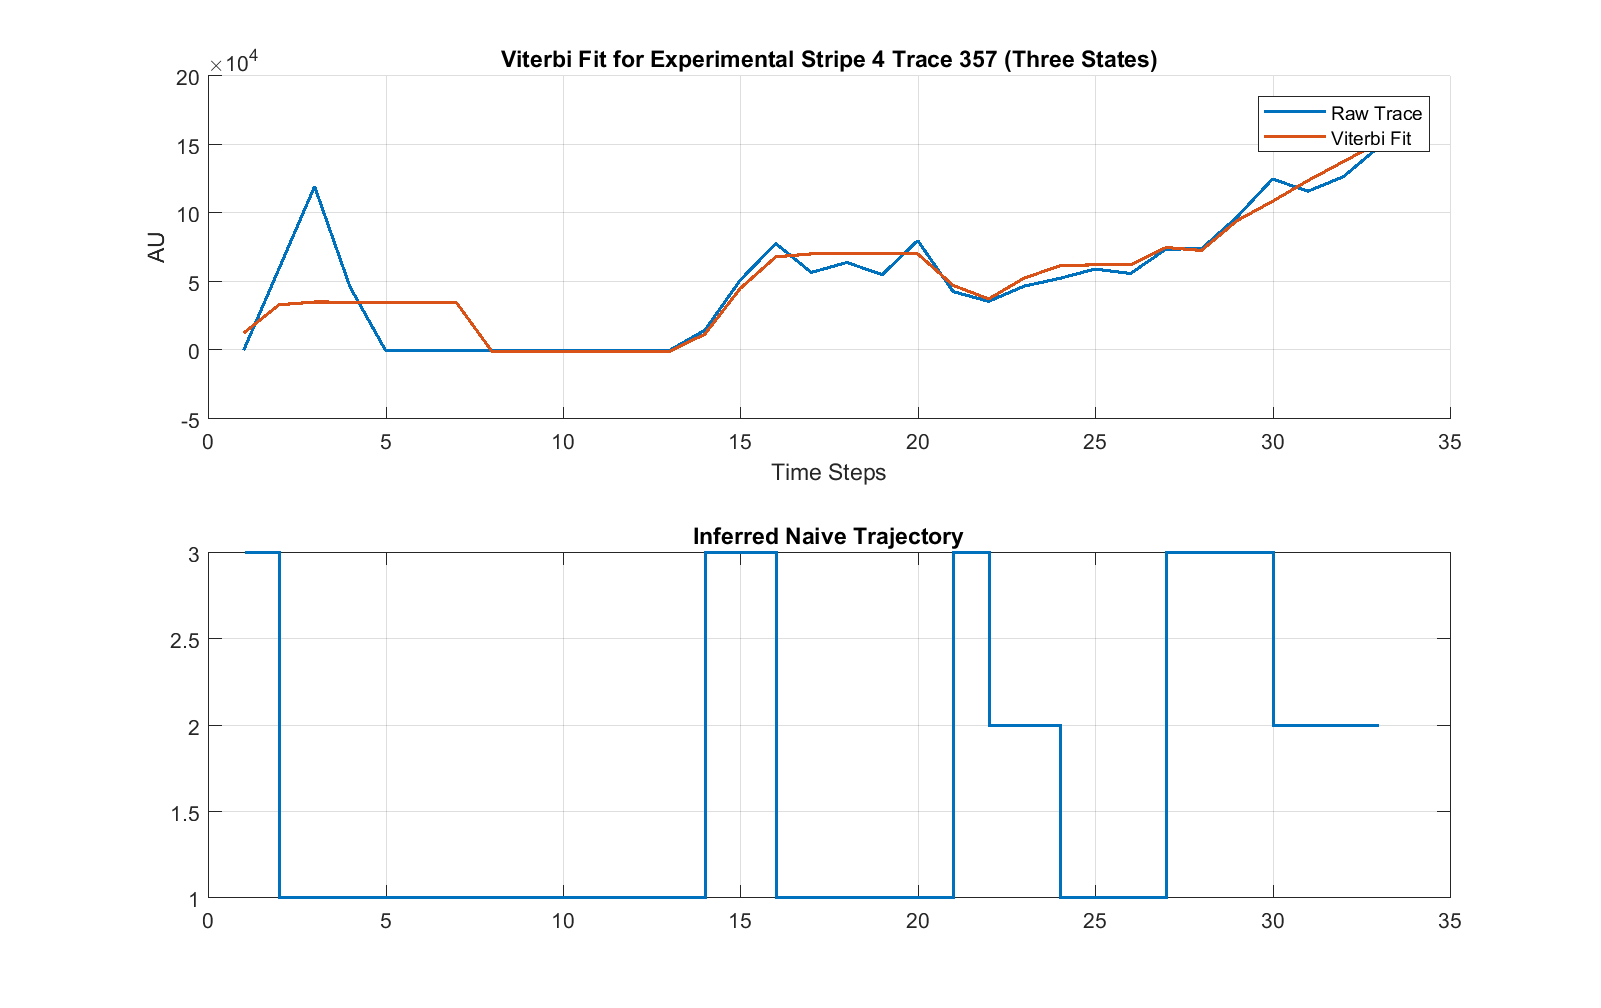 Viterbi Fit for Experimental Stripe 4 Trace 357 (Three States)
×10^4
20
15
10
5
0
-5
AU
Raw Trace
Viterbi Fit
0 5 10 15 20 25 30 35
Time Steps
Inferred Naive Trajectory
3
2.5
2
1.5
1
0 5 10 15 20 25 30 35